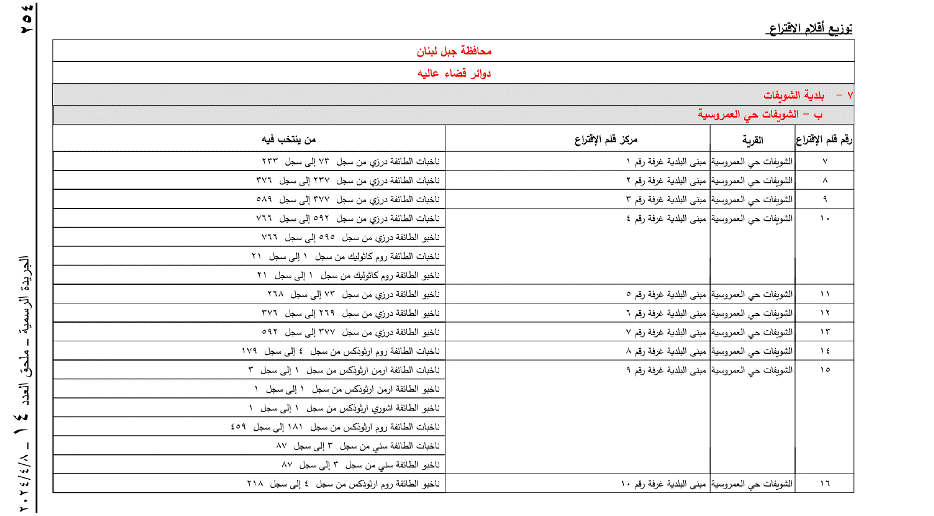 توزيع أقلام الاقتراع
محافظة جبل لبنان
دوائر قضاء عاليه
٧ - بلدية الشويفات
ب - الشويفات حي العمروسية
رقم قلم الإقتراع القرية مركز قلم الإقتراع من ينتخب فيه
٧ الشويفات حي العمروسية مبنى البلدية غرفة رقم ١ ناخبات الطائفة درزي من سجل ٧٣ إلى سجل ٢٣٣
٨ الشويفات حي العمروسية مبنى البلدية غرفة رقم ٢ ناخبات الطائفة درزي من سجل ٢٣٧ إلى سجل ٣٧٦
٩ الشويفات حي العمروسية مبنى البلدية غرفة رقم ٣ ناخبات الطائفة درزي من سجل ٣٧٧ إلى سجل ٥٨٩
١٠ الشويفات حي العمروسية مبنى البلدية غرفة رقم ٤ ناخبات الطائفة درزي من سجل ٥٩٢ إلى سجل ٧٦٦
ناخبو الطائفة درزي من سجل ٥٩٥ إلى سجل ٧٦٦
ناخبات الطائفة روم كاثوليك من سجل ١ إلى سجل ٢١
ناخبو الطائفة روم كاثوليك من سجل ١ إلى سجل ٢١
١١ الشويفات حي العمروسية مبنى البلدية غرفة رقم ٥ ناخبو الطائفة درزي من سجل ٧٣ إلى سجل ٢٦٨
١٢ الشويفات حي العمروسية مبنى البلدية غرفة رقم ٦ ناخبو الطائفة درزي من سجل ٢٦٩ إلى سجل ٣٧٦
١٣ الشويفات حي العمروسية مبنى البلدية غرفة رقم ٧ ناخبو الطائفة درزي من سجل ٣٧٧ إلى سجل ٥٩٢
١٤ الشويفات حي العمروسية مبنى البلدية غرفة رقم ٨ ناخبات الطائفة روم ارثوذكس من سجل ٤ إلى سجل ١٧٩
١٥ الشويفات حي العمروسية مبنى البلدية غرفة رقم ٩ ناخبات الطائفة ارمن ارثوذكس من سجل ١ إلى سجل ٣
ناخبو الطائفة ارمن ارثوذكس من سجل ١ إلى سجل ١
ناخبو الطائفة اشوري ارثوذكس من سجل ١ إلى سجل ١
ناخبات الطائفة روم ارثوذكس من سجل ١٨١ إلى سجل ٤٥٩
ناخبات الطائفة سني من سجل ٣ إلى سجل ٨٧
ناخبو الطائفة سني من سجل ٣ إلى سجل ٨٧
١٦ الشويفات حي العمروسية مبنى البلدية غرفة رقم ١٠ ناخبو الطائفة روم ارثوذكس من سجل ٤ إلى سجل ٢١٨
٢٥٤
الجريدة الرسمية – ملحق العدد ١٤ – ٢٠٢٤/٤/٨